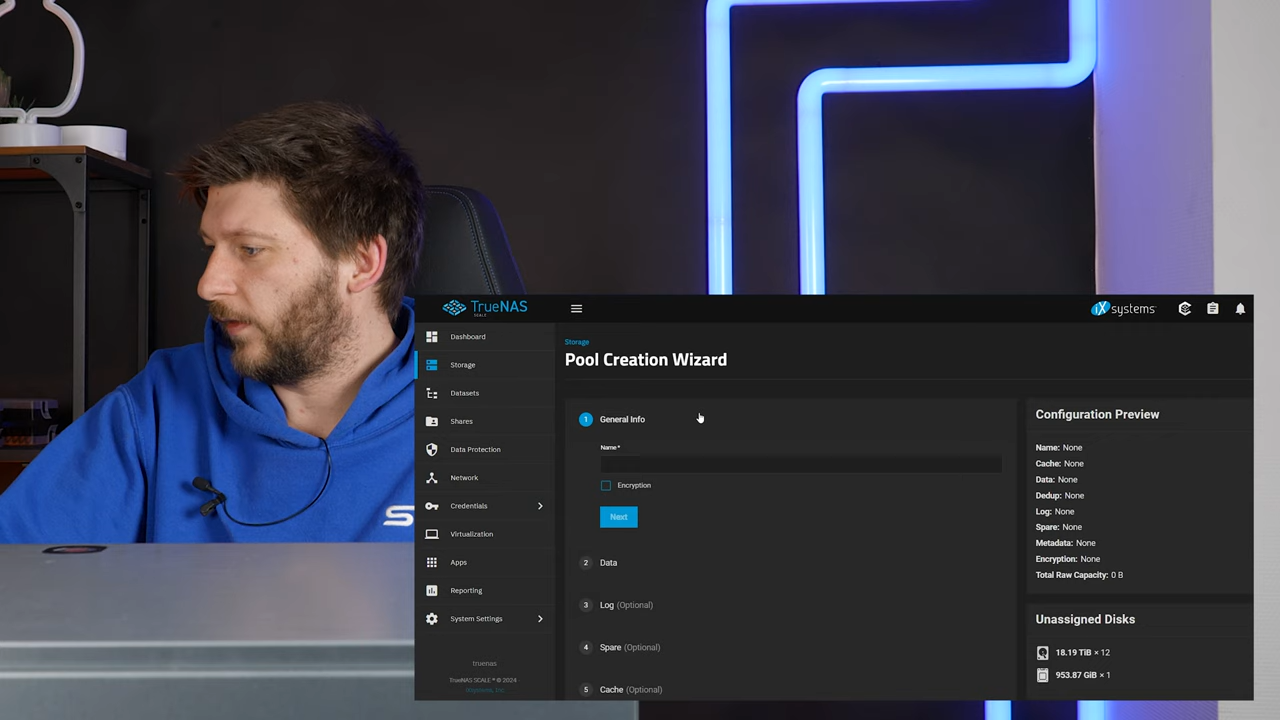 TrueNAS
SCALE
iXsystems
Dashboard
Storage
Datasets
Shares
Data Protection
Network
Credentials
Virtualization
Apps
Reporting
System Settings
truenas
TrueNAS SCALE ® © 2024
Storage
Pool Creation Wizard
1 General Info
Name *
Encryption
Next
2 Data
3 Log (Optional)
4 Spare (Optional)
5 Cache (Optional)
Configuration Preview
Name: None
Cache: None
Data: None
Dedup: None
Log: None
Spare: None
Metadata: None
Encryption: None
Total Raw Capacity: 0 B
Unassigned Disks
18.19 TiB × 12
953.87 GiB × 1